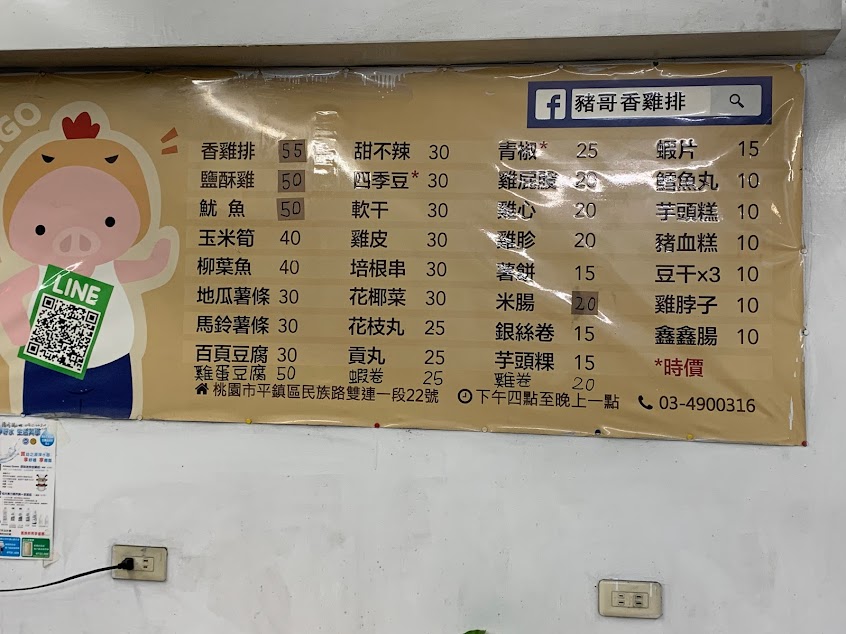 豬哥香雞排
香雞排 55 甜不辣 30 青椒* 25 蝦片 15
鹽酥雞 50 四季豆* 30 雞屁股 20 鱈魚丸 10
魷魚 50 軟干 30 雞心 20 芋頭糕 10
玉米筍 40 雞皮 30 雞胗 20 豬血糕 10
柳葉魚 40 培根串 30 薯餅 15 豆干x3 10
地瓜薯條 30 花椰菜 30 米腸 20 雞脖子 10
馬鈴薯條 30 花枝丸 25 銀絲卷 15 鑫鑫腸 10
百頁豆腐 30 貢丸 25 芋頭粿 15 *時價
雞蛋豆腐 50 蝦卷 25 雞卷 20
桃園市平鎮區民族路雙連一段22號 下午四點至晚上一點 03-4900316
LINE